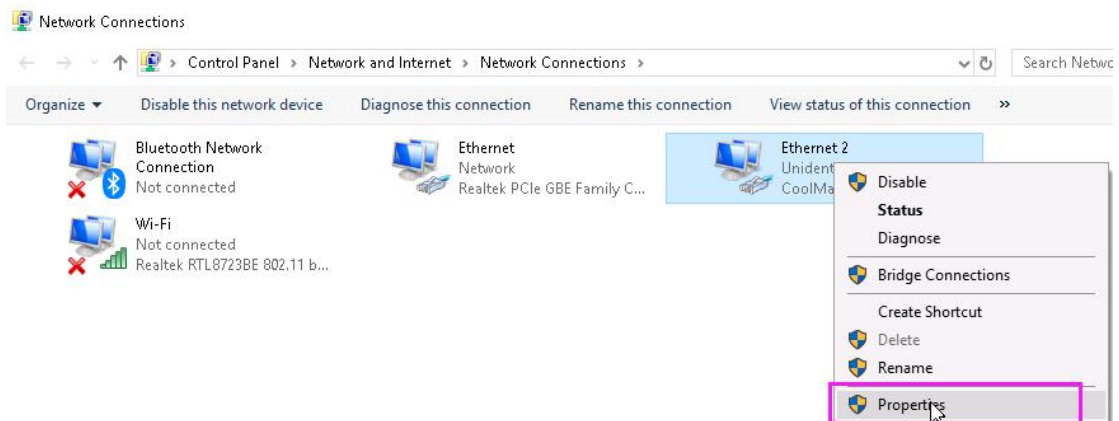 Network Connections
Control Panel > Network and Internet > Network Connections >
Search Netwo
Organize
Disable this network device
Diagnose this connection
Rename this connection
View status of this connection
»
Bluetooth Network
Connection
Not connected
Ethernet
Network
Realtek PCIe GBE Family C...
Ethernet 2
Unident
CoolMa
Wi-Fi
Not connected
Realtek RTL8723BE 802.11 b...
Disable
Status
Diagnose
Bridge Connections
Create Shortcut
Delete
Rename
Properties